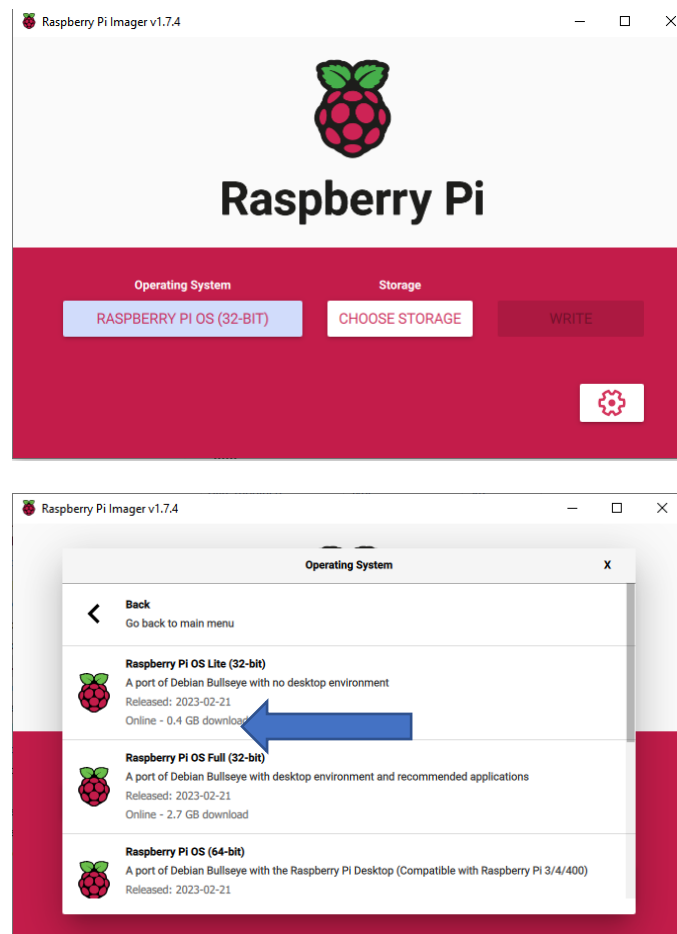 Raspberry Pi Imager v1.7.4
Raspberry Pi
Operating System
Storage
RASPBERRY PI OS (32-BIT)
CHOOSE STORAGE
WRITE
Raspberry Pi Imager v1.7.4
Operating System
X
Back
Go back to main menu
Raspberry Pi OS Lite (32-bit)
A port of Debian Bullseye with no desktop environment
Released: 2023-02-21
Online - 0.4 GB download
Raspberry Pi OS Full (32-bit)
A port of Debian Bullseye with desktop environment and recommended applications
Released: 2023-02-21
Online - 2.7 GB download
Raspberry Pi OS (64-bit)
A port of Debian Bullseye with the Raspberry Pi Desktop (Compatible with Raspberry Pi 3/4/400)
Released: 2023-02-21